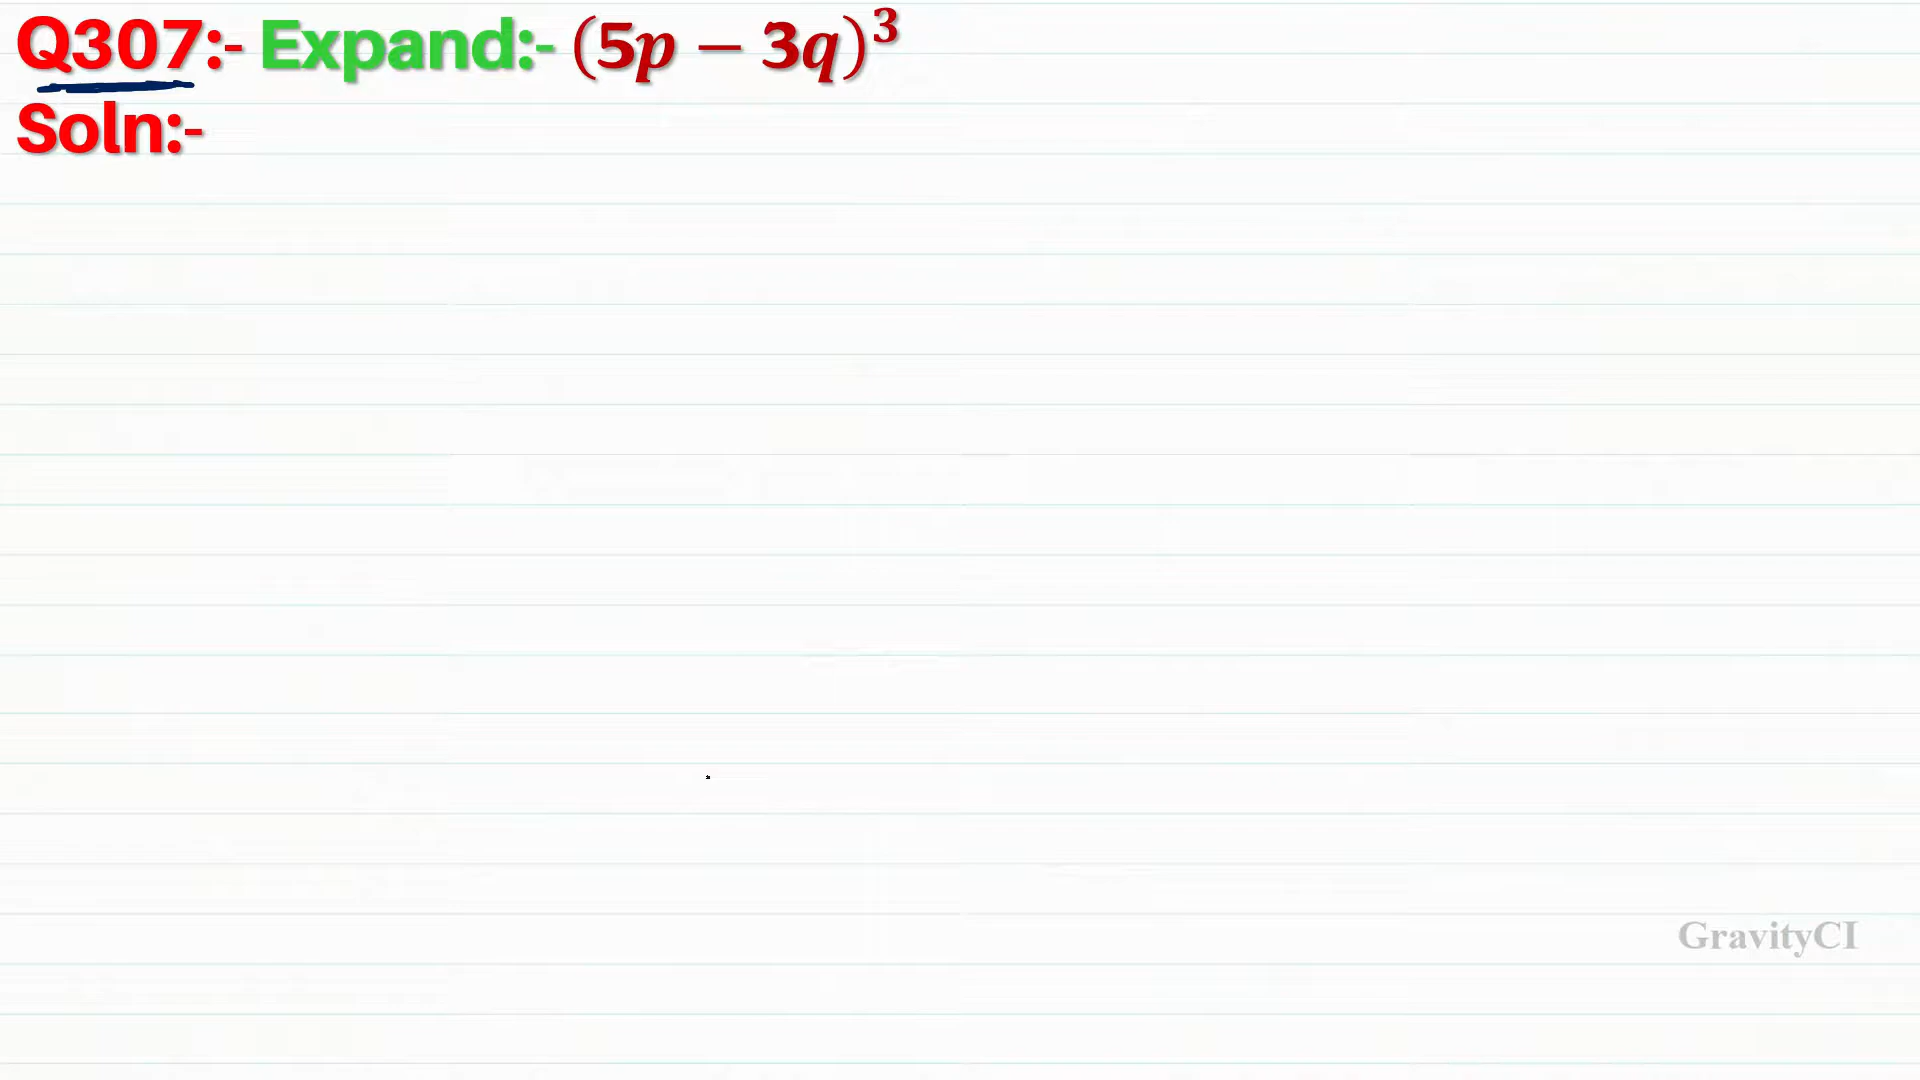 Q307:- Expand:- (5p − 3q)³
Soln:-
GravityCI